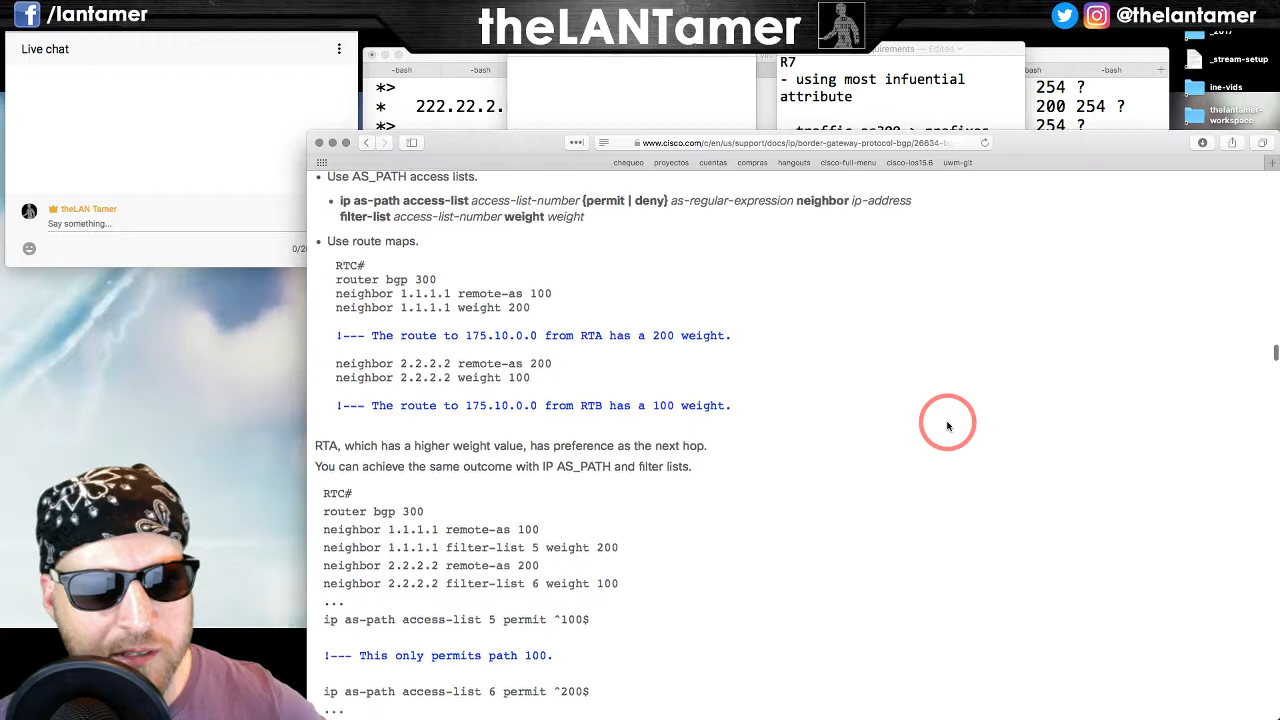 /lantamer
theLANTamer
@thelantamer
Live chat
theLAN Tamer
Say something...
-bash
-bash
*>
* 222.22.2.
*>
requirements — Edited
R7
- using most infuential
attribute
-bash
254 ?
200 254 ?
254 ?
_2017
_stream-setup
ine-vids
thelantamer-
workspace
www.cisco.com/c/en/us/support/docs/ip/border-gateway-protocol-bgp/26634-b
chequeo proyectos cuentas compras hangouts cisco-full-menu cisco-ios15.6 uwm-git
• Use AS_PATH access lists.
• ip as-path access-list access-list-number {permit | deny} as-regular-expression neighbor ip-address
filter-list access-list-number weight weight
• Use route maps.
RTC#
router bgp 300
neighbor 1.1.1.1 remote-as 100
neighbor 1.1.1.1 weight 200
!--- The route to 175.10.0.0 from RTA has a 200 weight.
neighbor 2.2.2.2 remote-as 200
neighbor 2.2.2.2 weight 100
!--- The route to 175.10.0.0 from RTB has a 100 weight.
RTA, which has a higher weight value, has preference as the next hop.
You can achieve the same outcome with IP AS_PATH and filter lists.
RTC#
router bgp 300
neighbor 1.1.1.1 remote-as 100
neighbor 1.1.1.1 filter-list 5 weight 200
neighbor 2.2.2.2 remote-as 200
neighbor 2.2.2.2 filter-list 6 weight 100
...
ip as-path access-list 5 permit ^100$
!--- This only permits path 100.
ip as-path access-list 6 permit ^200$
...